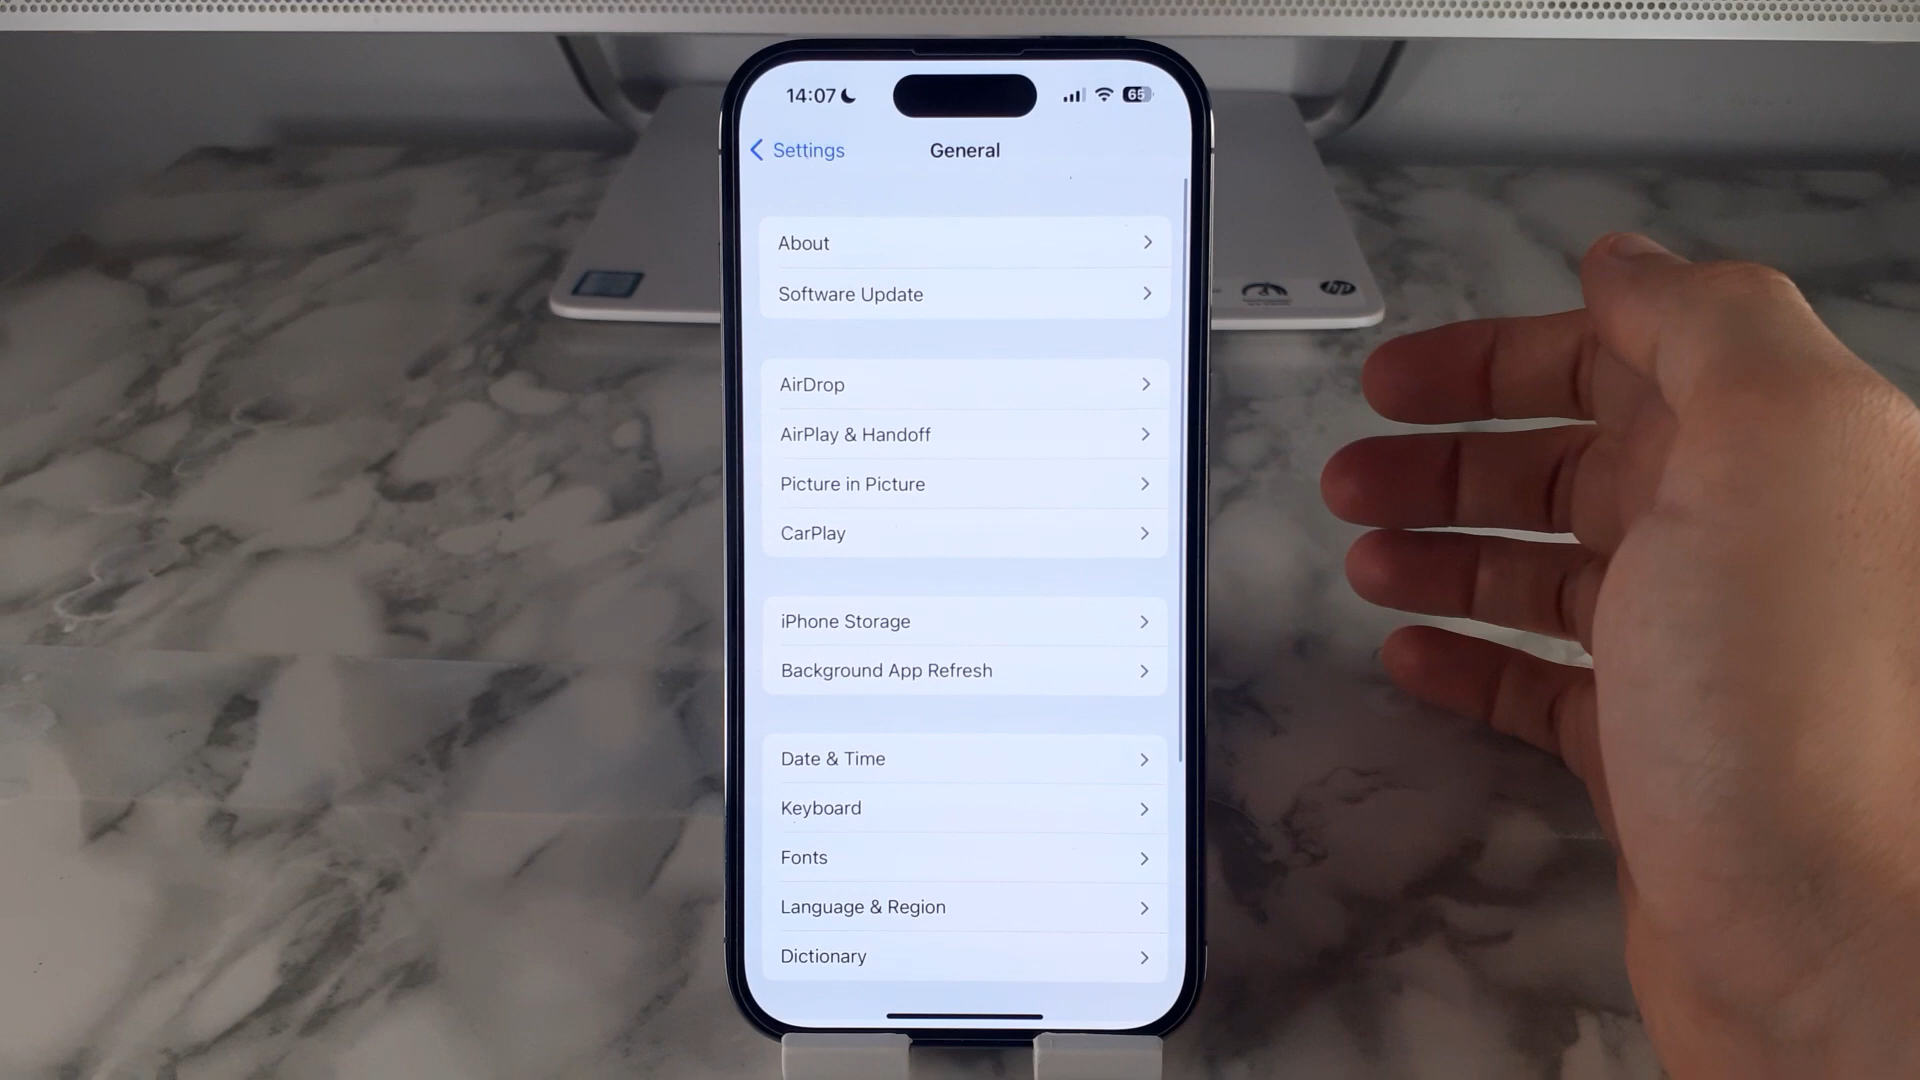 14:07
65
Settings
General
About
Software Update
AirDrop
AirPlay & Handoff
Picture in Picture
CarPlay
iPhone Storage
Background App Refresh
Date & Time
Keyboard
Fonts
Language & Region
Dictionary
hp